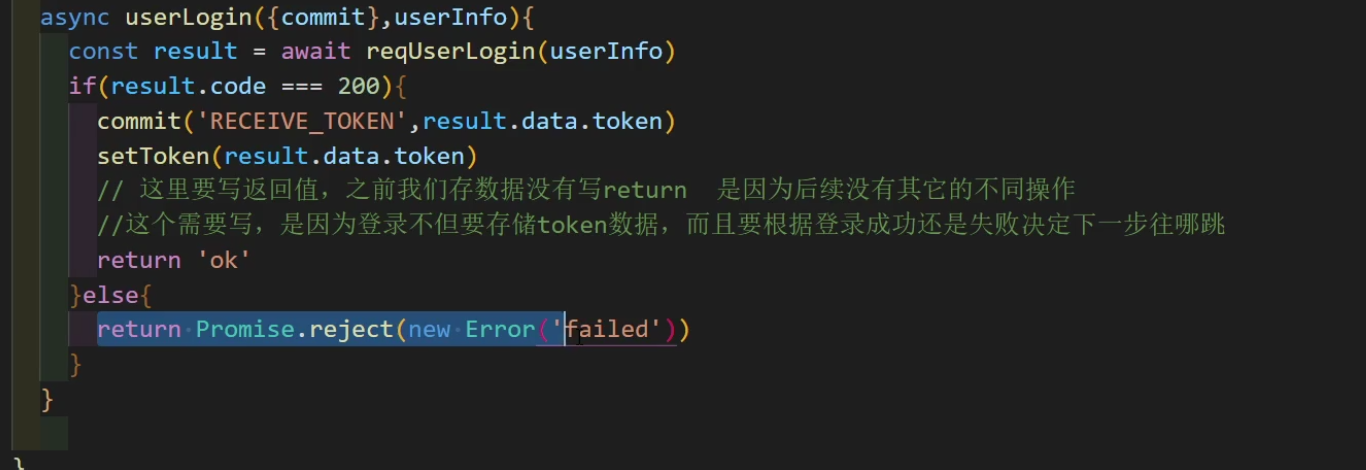 async userLogin({commit},userInfo){
const result = await reqUserLogin(userInfo)
if(result.code === 200){
commit('RECEIVE_TOKEN',result.data.token)
setToken(result.data.token)
// 这里要写返回值，之前我们存数据没有写return  是因为后续没有其它的不同操作
//这个需要写，是因为登录不但要存储token数据，而且要根据登录成功还是失败决定下一步往哪跳
return 'ok'
}else{
return Promise.reject(new Error('failed'))
}
}
}